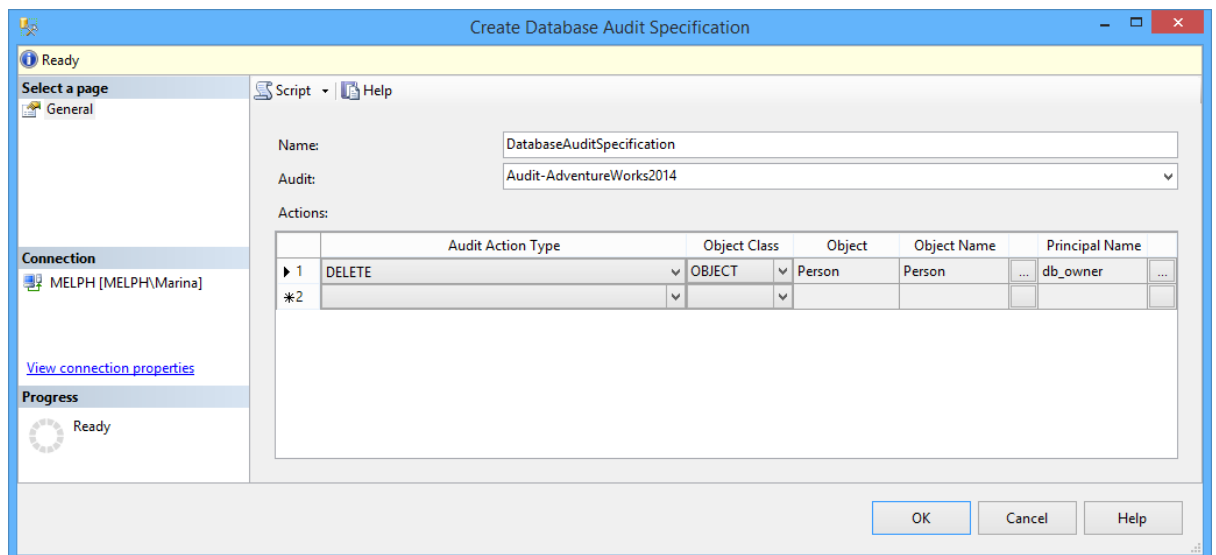 Create Database Audit Specification
Ready
Select a page
General
Script Help
Name: DatabaseAuditSpecification
Audit: Audit-AdventureWorks2014
Actions:
Audit Action Type Object Class Object Object Name Principal Name
1 DELETE OBJECT Person Person ... db_owner ...
*2
Connection
MELPH [MELPH\Marina]
View connection properties
Progress
Ready
OK Cancel Help